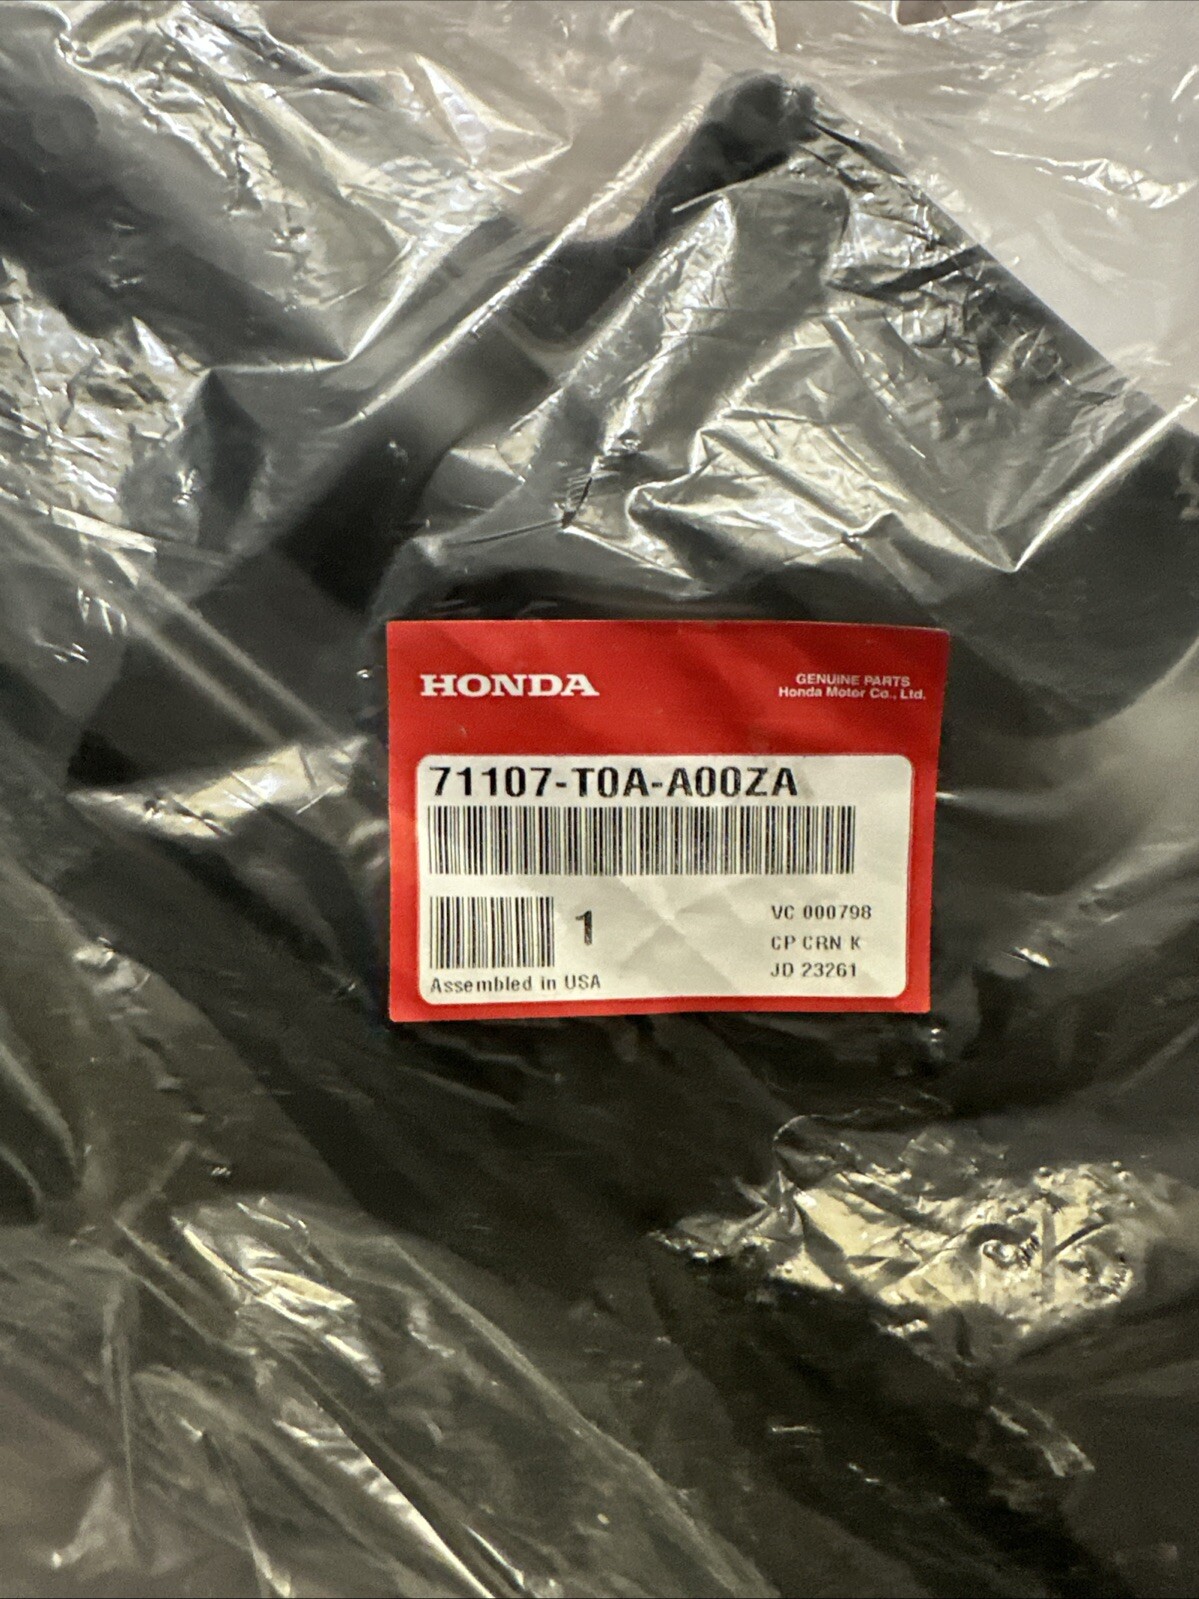 HONDA
GENUINE PARTS
Honda Motor Co., Ltd.
71107-T0A-A00ZA
1
VC 000798
CP CRN K
JD 23261
Assembled in USA